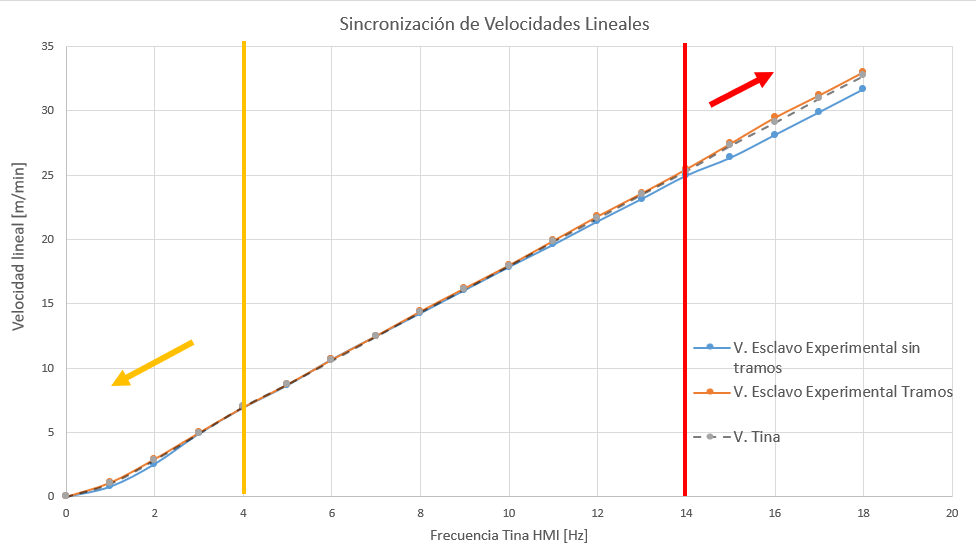 Sincronización de Velocidades Lineales
35
30
25
20
15
10
5
0
Velocidad lineal [m/min]
0 2 4 6 8 10 12 14 16 18 20
Frecuencia Tina HMI [Hz]
V. Esclavo Experimental sin
tramos
V. Esclavo Experimental Tramos
V. Tina